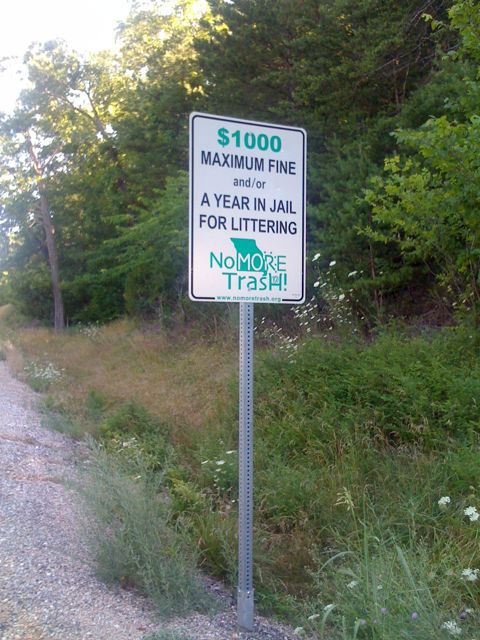 $1000
MAXIMUM FINE
and/or
A YEAR IN JAIL
FOR LITTERING
NoMORE
TrasH!
www.nomoretrash.org